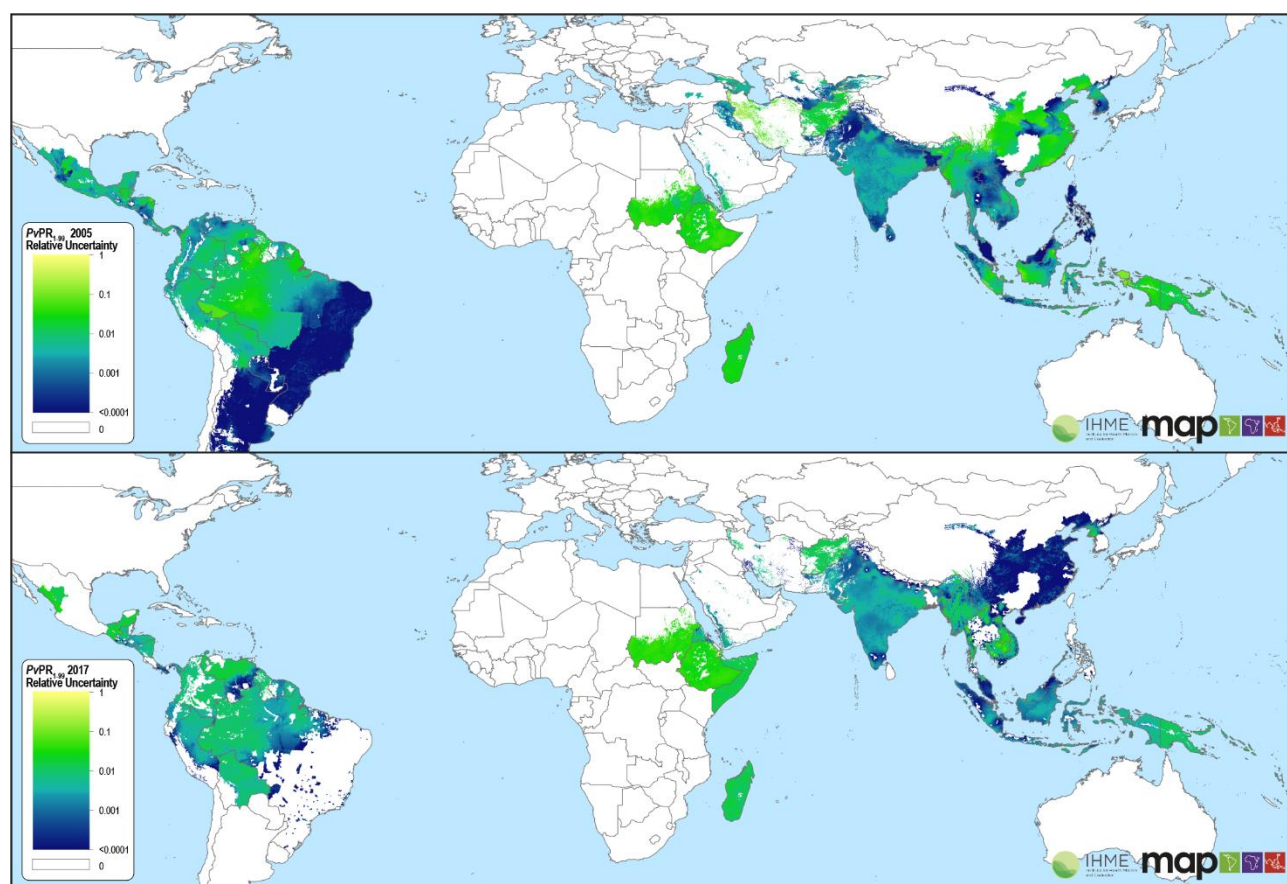 PvPR1-99 2005
Relative Uncertainty
1
0.1
0.01
0.001
<0.0001
0
IHME
map
PvPR1-99 2017
Relative Uncertainty
1
0.1
0.01
0.001
<0.0001
0
IHME
map